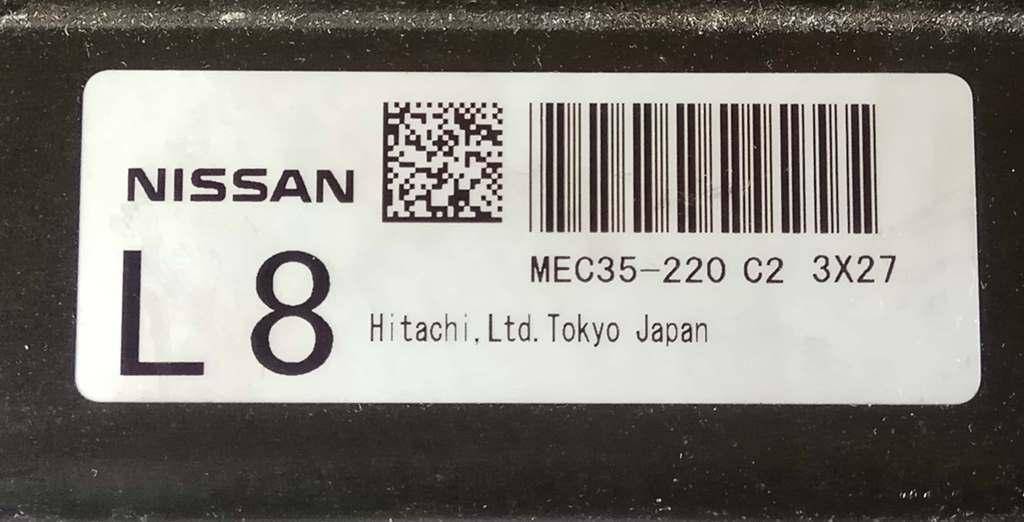 NISSAN
MEC35-220 C2 3X27
L 8
Hitachi,Ltd.Tokyo Japan